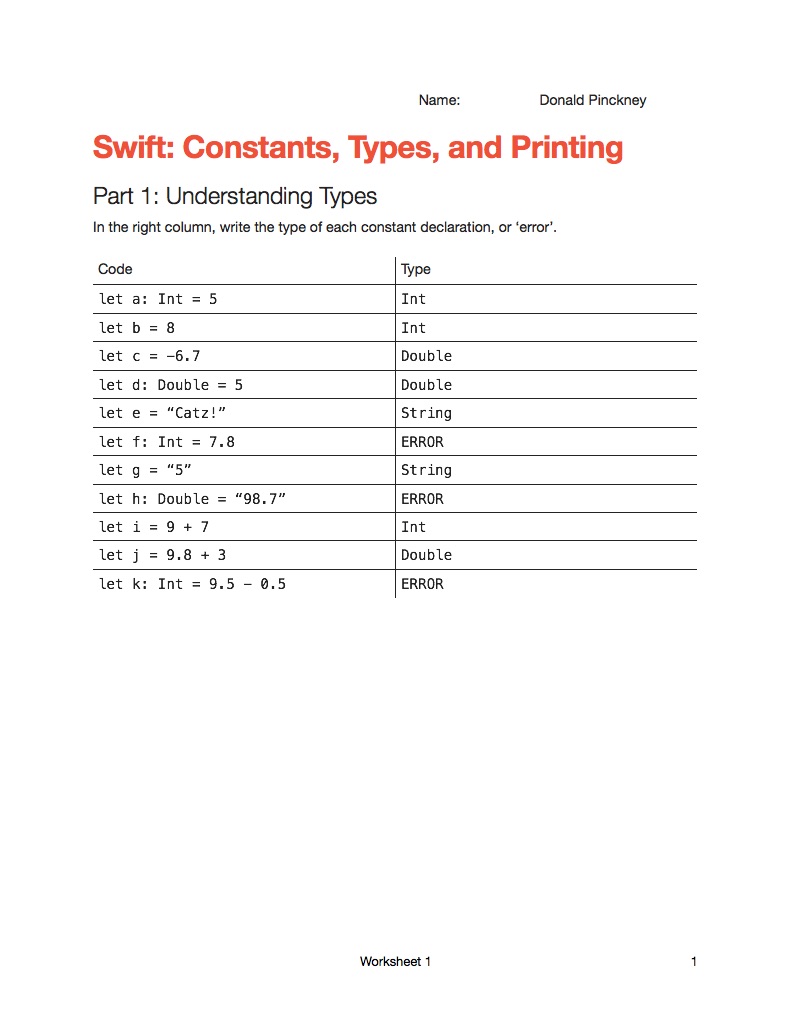 Name: Donald Pinckney
Swift: Constants, Types, and Printing
Part 1: Understanding Types
In the right column, write the type of each constant declaration, or ‘error’.
Code Type
let a: Int = 5 Int
let b = 8 Int
let c = -6.7 Double
let d: Double = 5 Double
let e = “Catz!” String
let f: Int = 7.8 ERROR
let g = “5” String
let h: Double = “98.7” ERROR
let i = 9 + 7 Int
let j = 9.8 + 3 Double
let k: Int = 9.5 – 0.5 ERROR
Worksheet 1 1